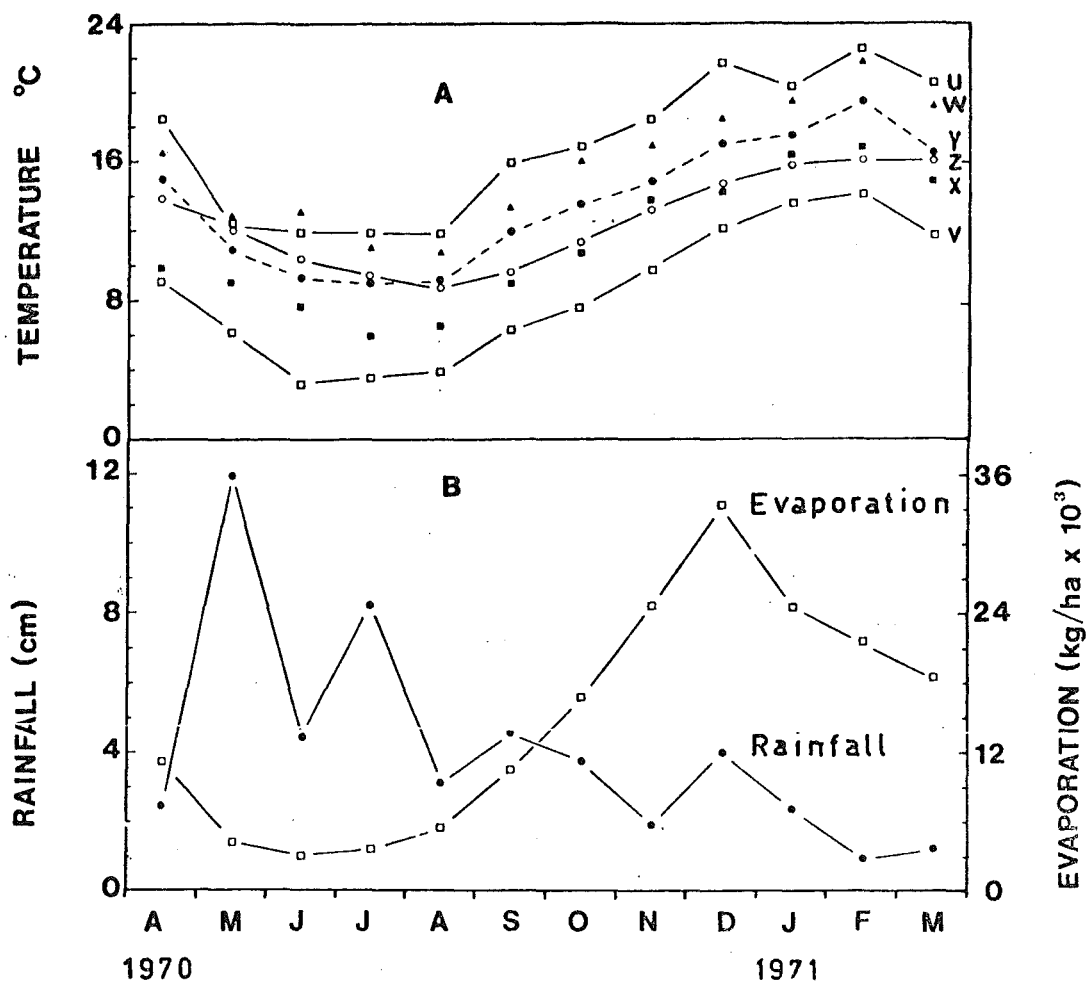 24
16
8
0
TEMPERATURE °C
A
U
W
Y
Z
X
V
12
8
4
0
RAINFALL (cm)
B
Evaporation
Rainfall
36
24
12
0
EVAPORATION (kg/ha x 10³)
A M J J A S O N D J F M
1970 1971